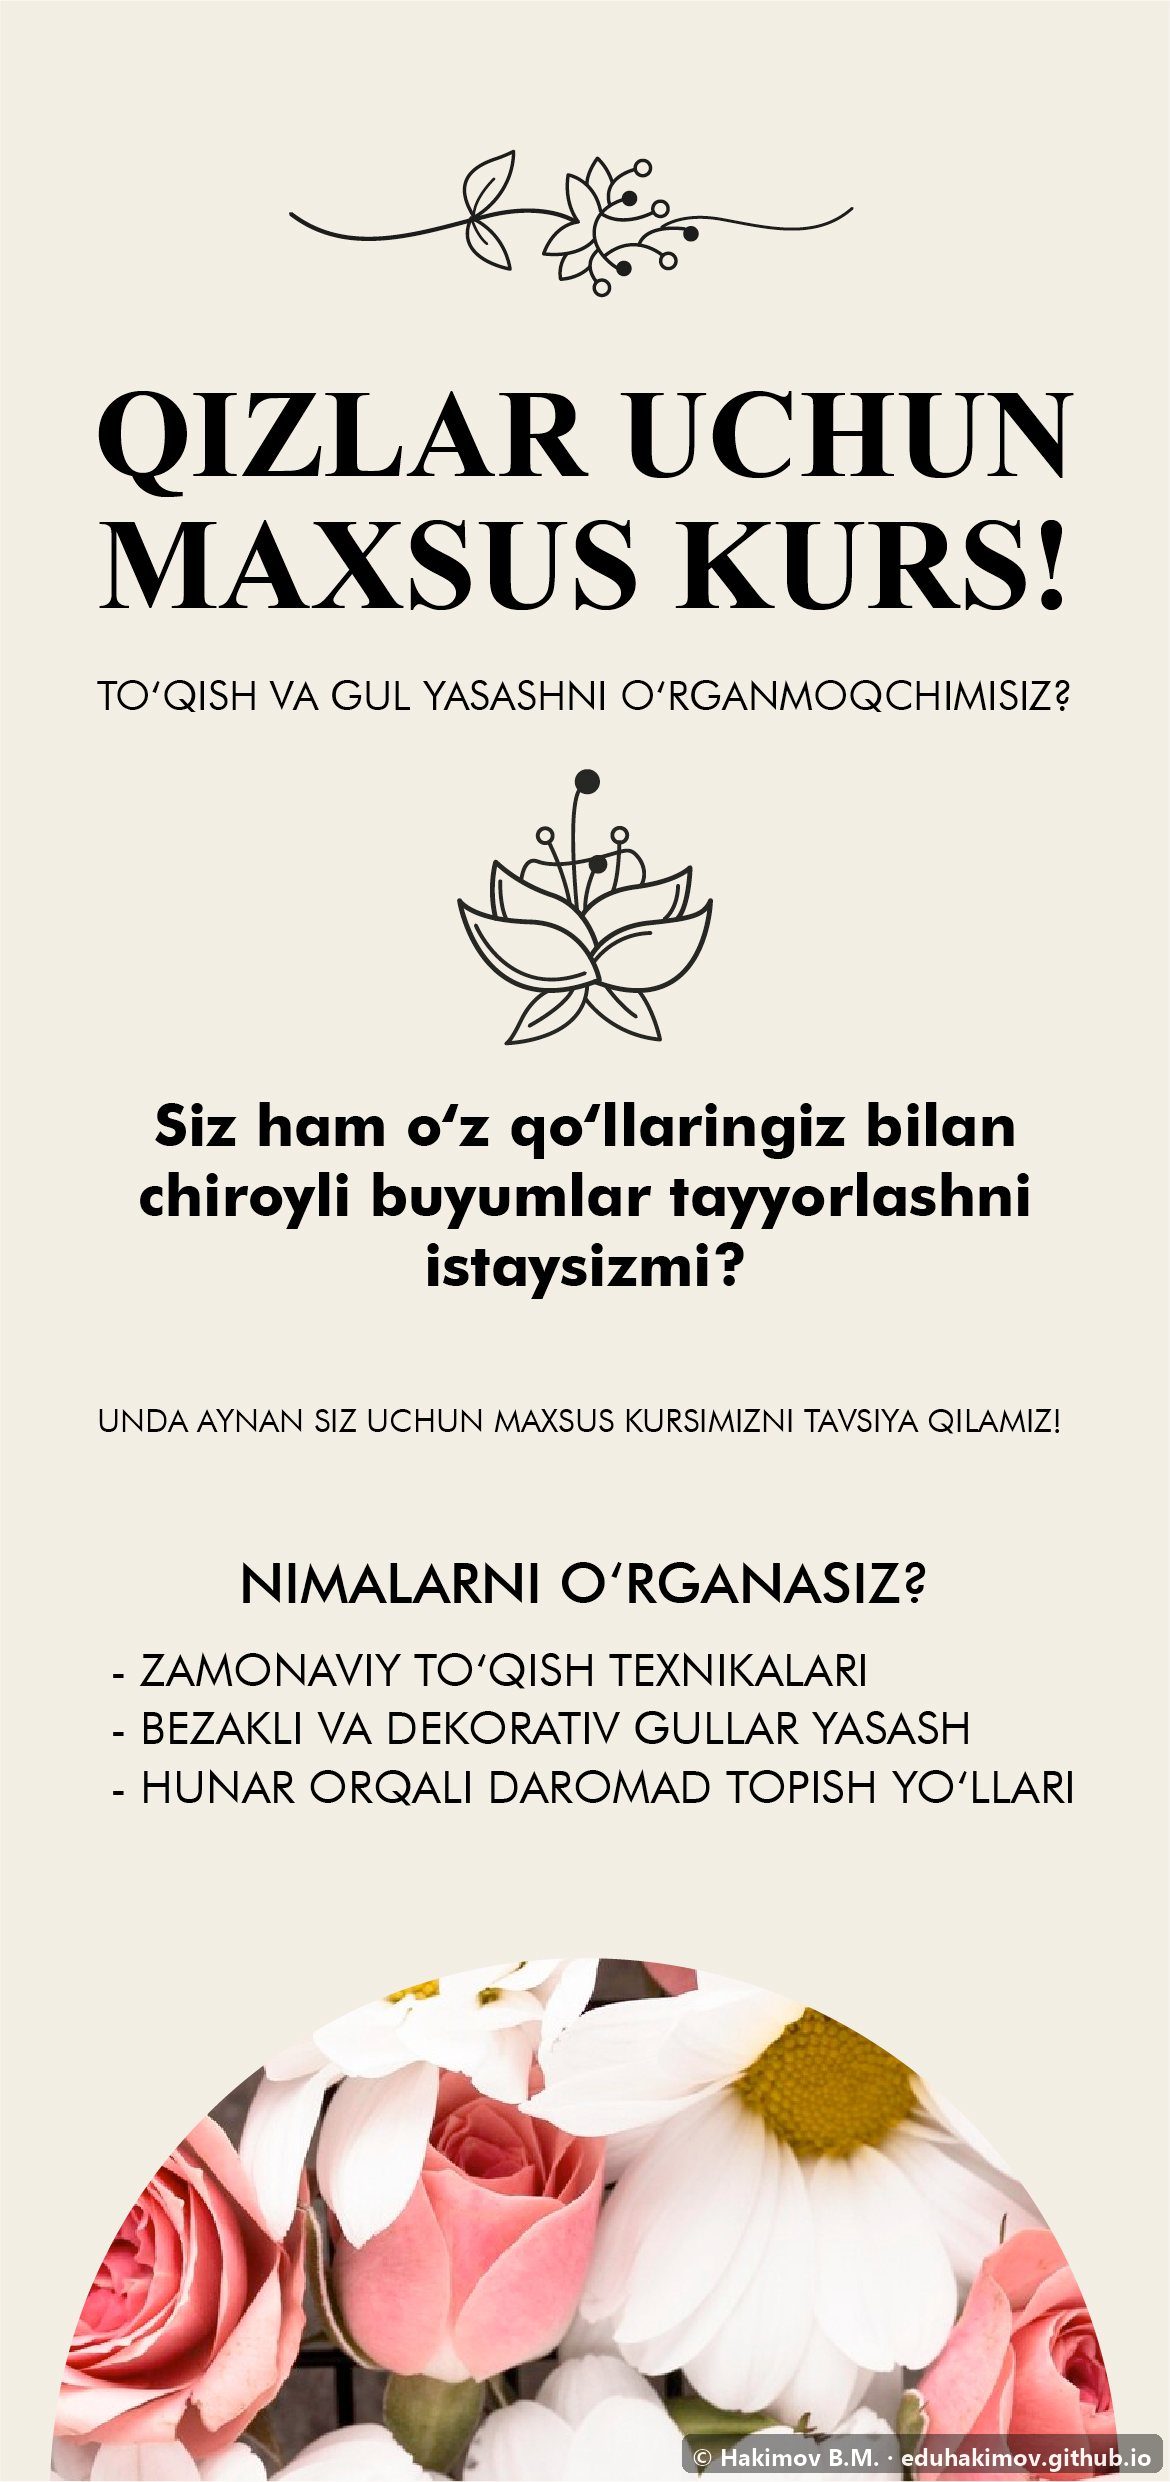 QIZLAR UCHUN
MAXSUS KURS!
TO‘QISH VA GUL YASASHNI O‘RGANMOQCHIMISIZ?
Siz ham o‘z qo‘llaringiz bilan
chiroyli buyumlar tayyorlashni
istaysizmi?
UNDA AYNAN SIZ UCHUN MAXSUS KURSIMIZNI TAVSIYA QILAMIZ!
NIMALARNI O‘RGANASIZ?
- ZAMONAVIY TO‘QISH TEXNIKALARI
- BEZAKLI VA DEKORATIV GULLAR YASASH
- HUNAR ORQALI DAROMAD TOPISH YO‘LLARI
© Hakimov B.M. · eduhakimov.github.io